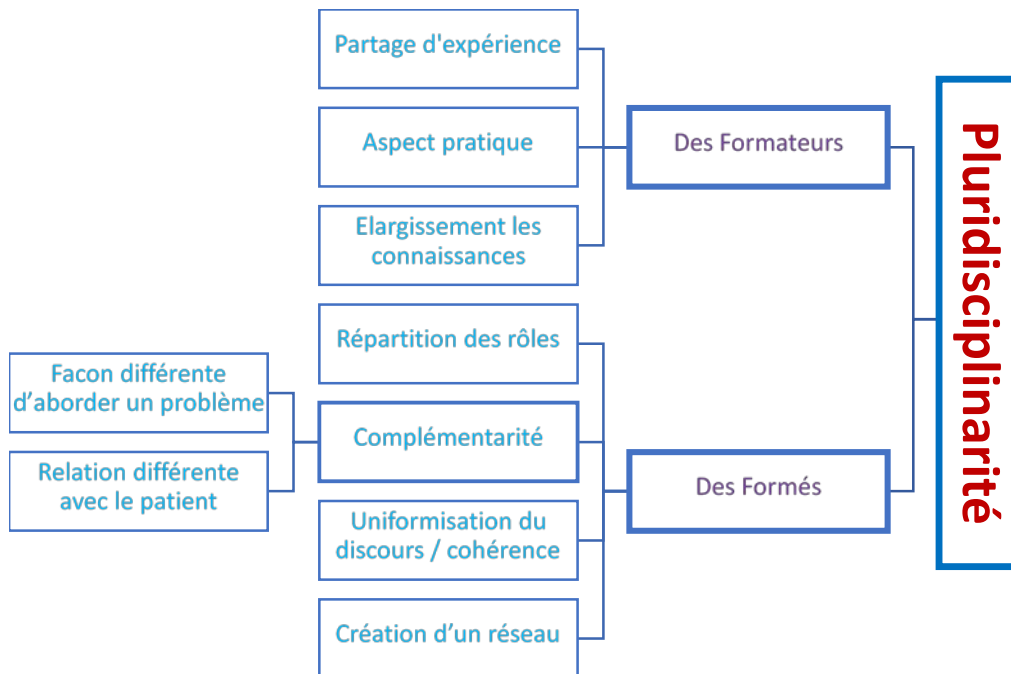 Partage d'expérience
Aspect pratique
Elargissement les
connaissances
Des Formateurs
Pluridisciplinarité
Répartition des rôles
Facon différente
d’aborder un problème
Complémentarité
Relation différente
avec le patient
Des Formés
Uniformisation du
discours / cohérence
Création d’un réseau